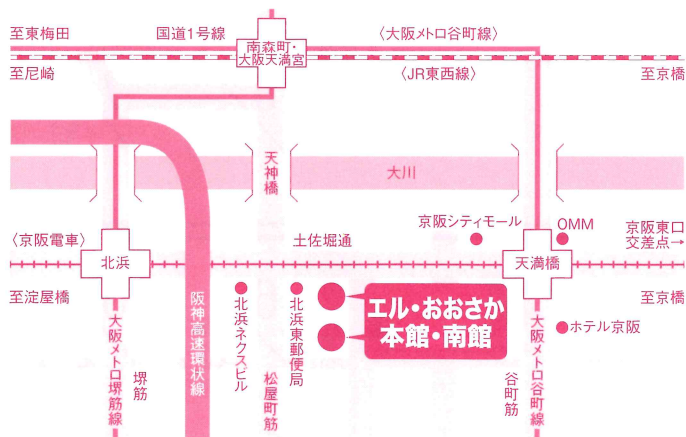 至東梅田
国道1号線
南森町・
大阪天満宮
〈大阪メトロ谷町線〉
至尼崎
〈JR東西線〉
至京橋
天神橋
大川
〈京阪電車〉
北浜
土佐堀通
京阪シティモール
OMM
天満橋
京阪東口
交差点→
至淀屋橋
至京橋
大阪メトロ堺筋線
堺筋
阪神高速環状線
北浜ネクスビル
松屋町筋
北浜東郵便局
エル・おおさか
本館・南館
谷町筋
大阪メトロ谷町線
ホテル京阪